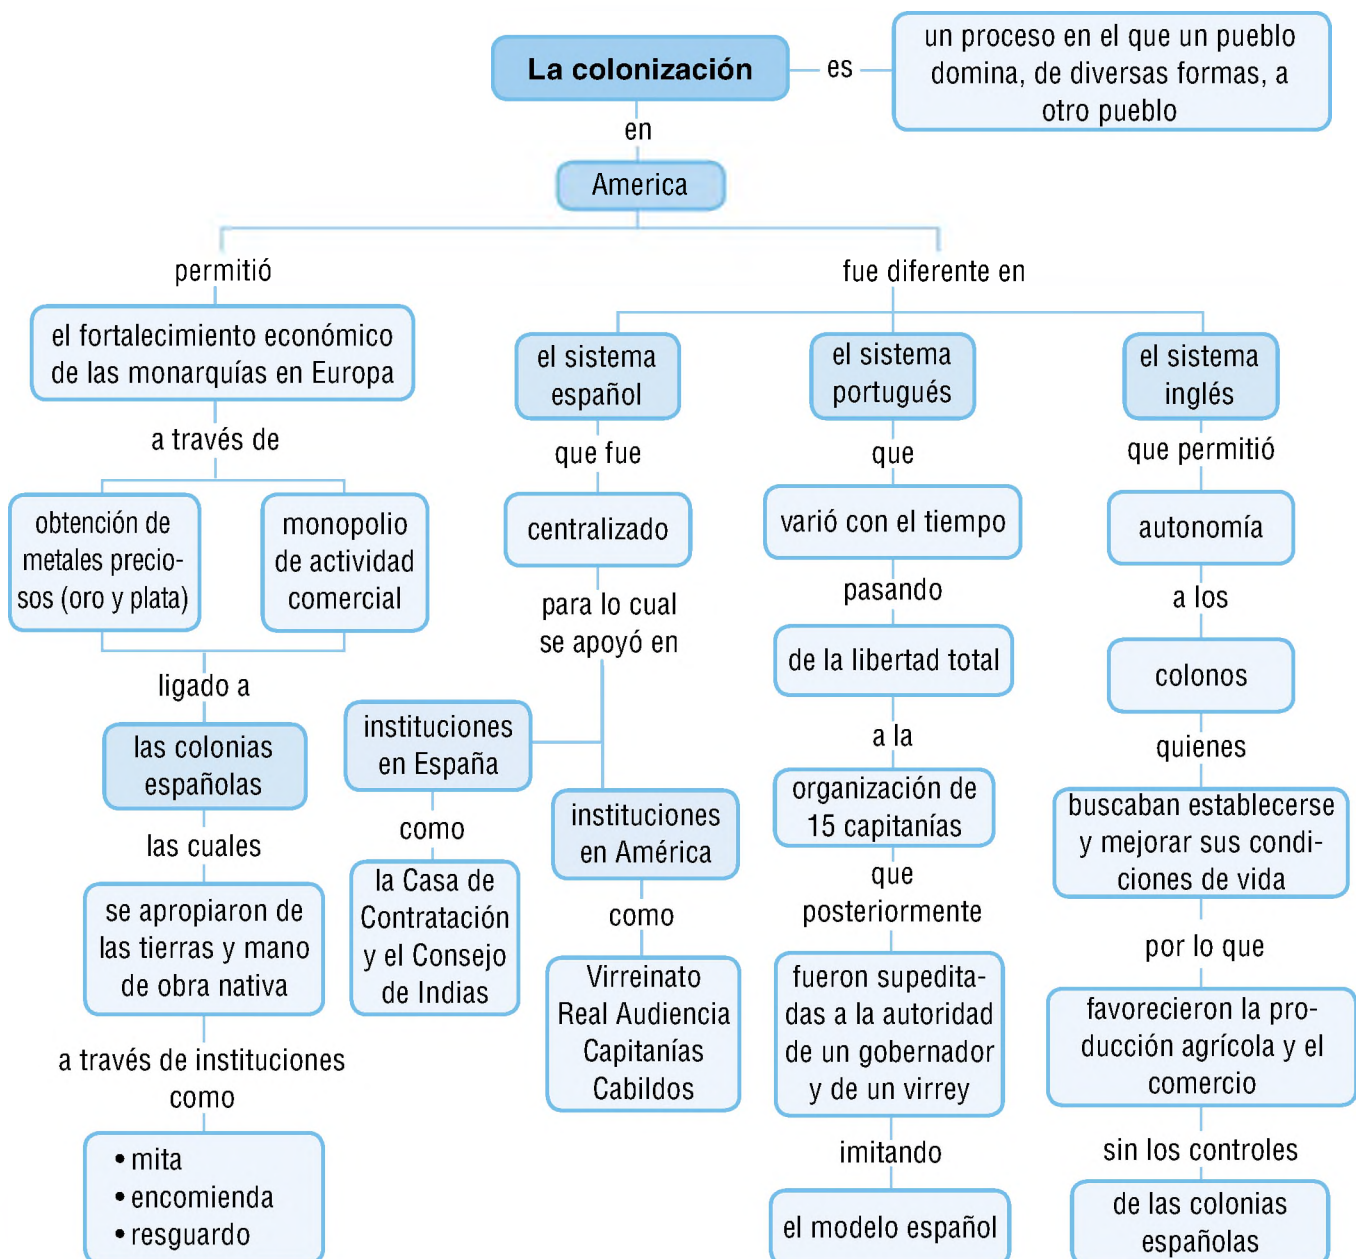 La colonización
es
un proceso en el que un pueblo
domina, de diversas formas, a
otro pueblo
en
America
permitió
el fortalecimiento económico
de las monarquías en Europa
a través de
obtención de
metales precio-
sos (oro y plata)
monopolio
de actividad
comercial
ligado a
las colonias
españolas
las cuales
se apropiaron de
las tierras y mano
de obra nativa
a través de instituciones
como
• mita
• encomienda
• resguardo
fue diferente en
el sistema
español
que fue
centralizado
para lo cual
se apoyó en
instituciones
en España
como
la Casa de
Contratación
y el Consejo
de Indias
instituciones
en América
como
Virreinato
Real Audiencia
Capitanías
Cabildos
el sistema
portugués
que
varió con el tiempo
pasando
de la libertad total
a la
organización de
15 capitanías
que
posteriormente
fueron supedita-
das a la autoridad
de un gobernador
y de un virrey
imitando
el modelo español
el sistema
inglés
que permitió
autonomía
a los
colonos
quienes
buscaban establecerse
y mejorar sus condi-
ciones de vida
por lo que
favorecieron la pro-
ducción agrícola y el
comercio
sin los controles
de las colonias
españolas